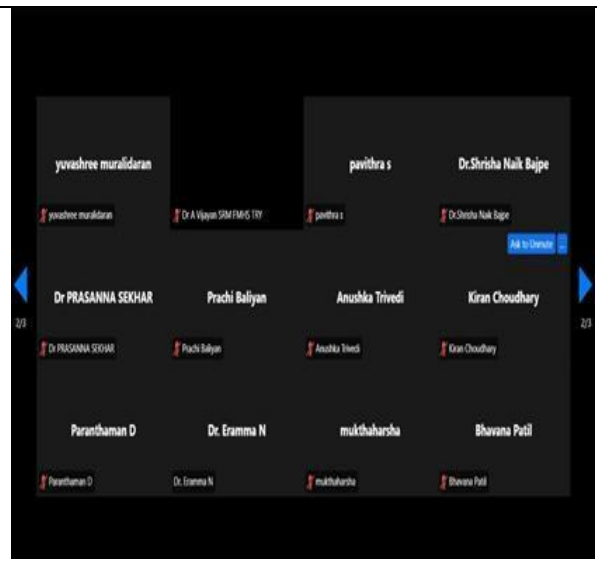 yuvashree muralidaran pavithra s Dr.Shrisha Naik Bajpe
yuvashree muralidaran Dr A Vijayan SRM FMHS TRY pavithra s Dr.Shrisha Naik Bajpe
Ask to Unmute ...
Dr PRASANNA SEKHAR Prachi Baliyan Anushka Trivedi Kiran Choudhary
2/3 2/3
Dr PRASANNA SEKHAR Prachi Baliyan Anushka Trivedi Kiran Choudhary
Paranthaman D Dr. Eramma N mukthaharsha Bhavana Patil
Paranthaman D Dr. Eramma N mukthaharsha Bhavana Patil